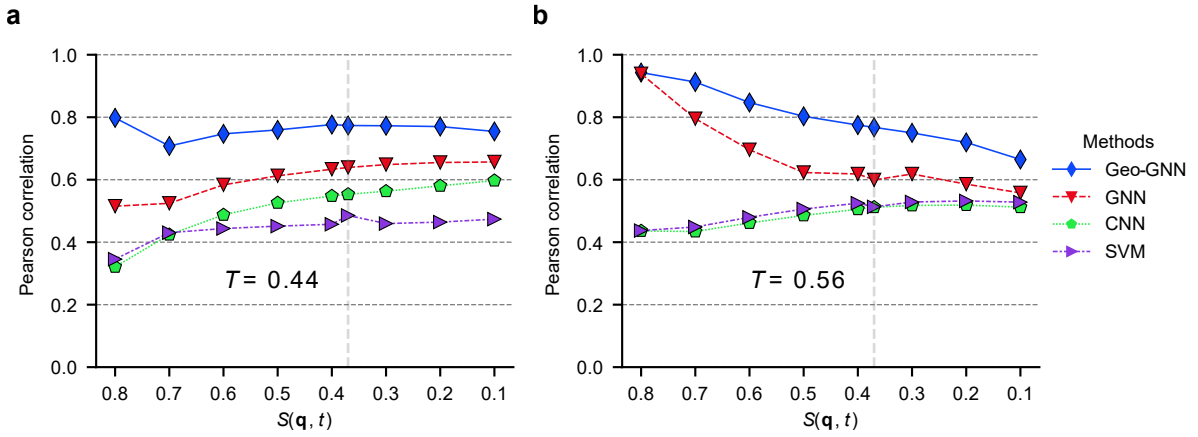 a
1.0
0.8
0.6
0.4
0.2
0.0
Pearson correlation
T = 0.44
0.8 0.7 0.6 0.5 0.4 0.3 0.2 0.1
S(q, t)
b
1.0
0.8
0.6
0.4
0.2
0.0
Pearson correlation
T = 0.56
0.8 0.7 0.6 0.5 0.4 0.3 0.2 0.1
S(q, t)
Methods
Geo-GNN
GNN
CNN
SVM